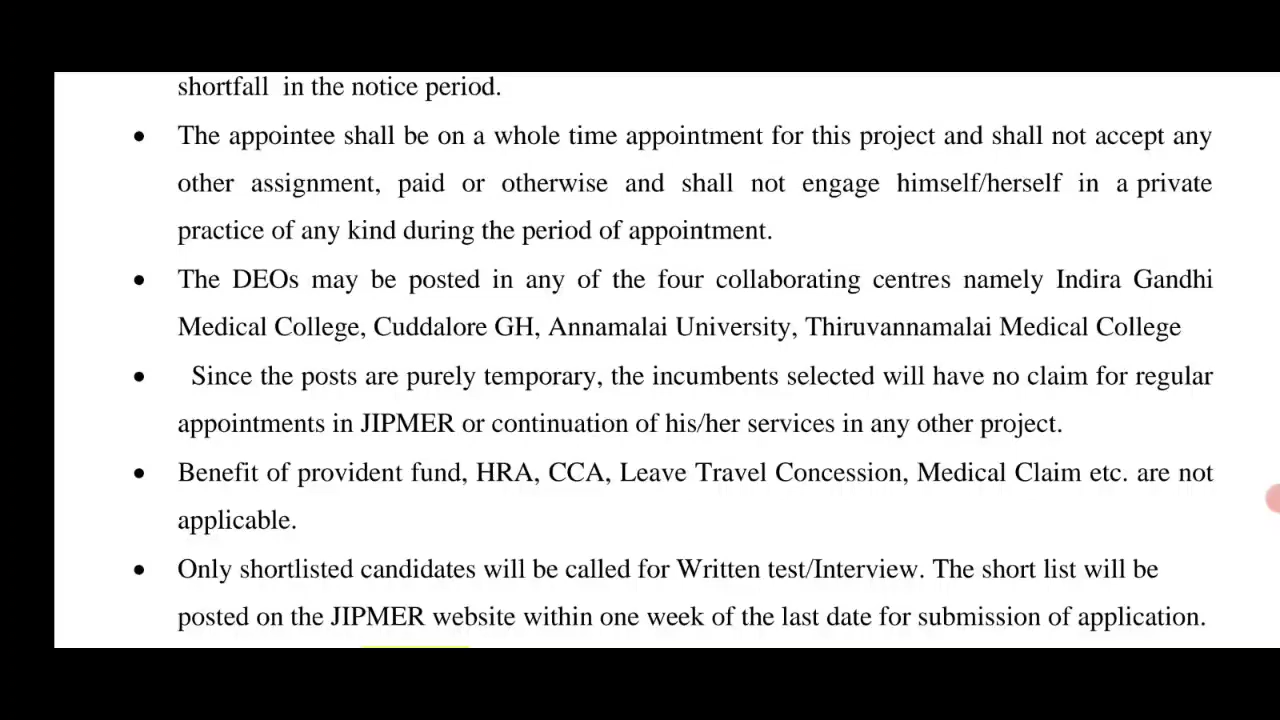 shortfall in the notice period.
• The appointee shall be on a whole time appointment for this project and shall not accept any
other assignment, paid or otherwise and shall not engage himself/herself in a private
practice of any kind during the period of appointment.
• The DEOs may be posted in any of the four collaborating centres namely Indira Gandhi
Medical College, Cuddalore GH, Annamalai University, Thiruvannamalai Medical College
• Since the posts are purely temporary, the incumbents selected will have no claim for regular
appointments in JIPMER or continuation of his/her services in any other project.
• Benefit of provident fund, HRA, CCA, Leave Travel Concession, Medical Claim etc. are not
applicable.
• Only shortlisted candidates will be called for Written test/Interview. The short list will be
posted on the JIPMER website within one week of the last date for submission of application.